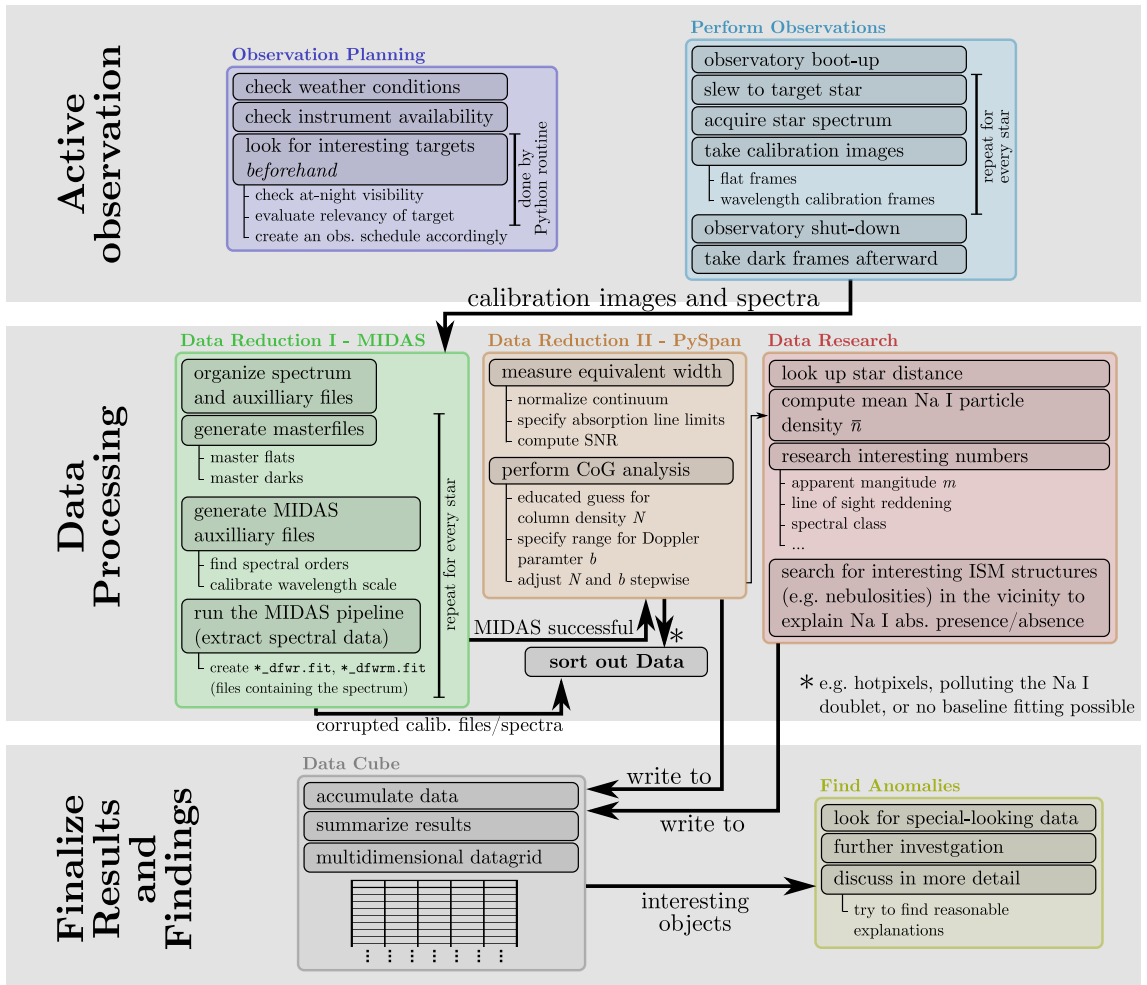 Active
observation
Observation Planning
check weather conditions
check instrument availability
look for interesting targets
beforehand
check at-night visibility
evaluate relevancy of target
create an obs. schedule accordingly
done by
Python routine
Perform Observations
observatory boot-up
slew to target star
acquire star spectrum
take calibration images
flat frames
wavelength calibration frames
observatory shut-down
take dark frames afterward
repeat for
every star
calibration images and spectra
Data
Processing
Data Reduction I - MIDAS
organize spectrum
and auxilliary files
generate masterfiles
master flats
master darks
generate MIDAS
auxilliary files
find spectral orders
calibrate wavelength scale
run the MIDAS pipeline
(extract spectral data)
create *_dfwr.fit, *_dfwrm.fit
(files containing the spectrum)
repeat for every star
Data Reduction II - PySpan
measure equivalent width
normalize continuum
specify absorption line limits
compute SNR
perform CoG analysis
educated guess for
column density N
specify range for Doppler
paramter b
adjust N and b stepwise
MIDAS successful
*
sort out Data
corrupted calib. files/spectra
Data Research
look up star distance
compute mean Na I particle
density n̄
research interesting numbers
apparent mangitude m
line of sight reddening
spectral class
...
search for interesting ISM structures
(e.g. nebulosities) in the vicinity to
explain Na I abs. presence/absence
* e.g. hotpixels, polluting the Na I
doublet, or no baseline fitting possible
Finalize
Results
and
Findings
Data Cube
accumulate data
summarize results
multidimensional datagrid
write to
write to
interesting
objects
Find Anomalies
look for special-looking data
further investgation
discuss in more detail
try to find reasonable
explanations